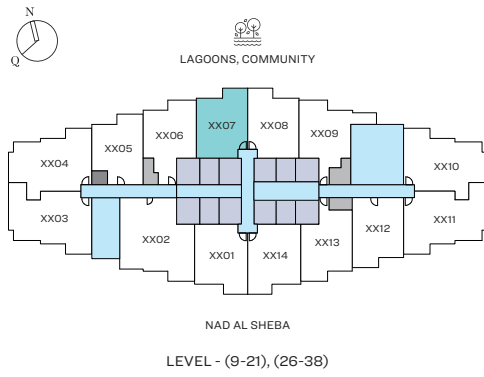 N
Q
LAGOONS, COMMUNITY
XX07
XX08
XX06
XX09
XX05
XX04
XX10
XX03
XX11
XX02
XX12
XX01
XX14
XX13
NAD AL SHEBA
LEVEL - (9-21), (26-38)